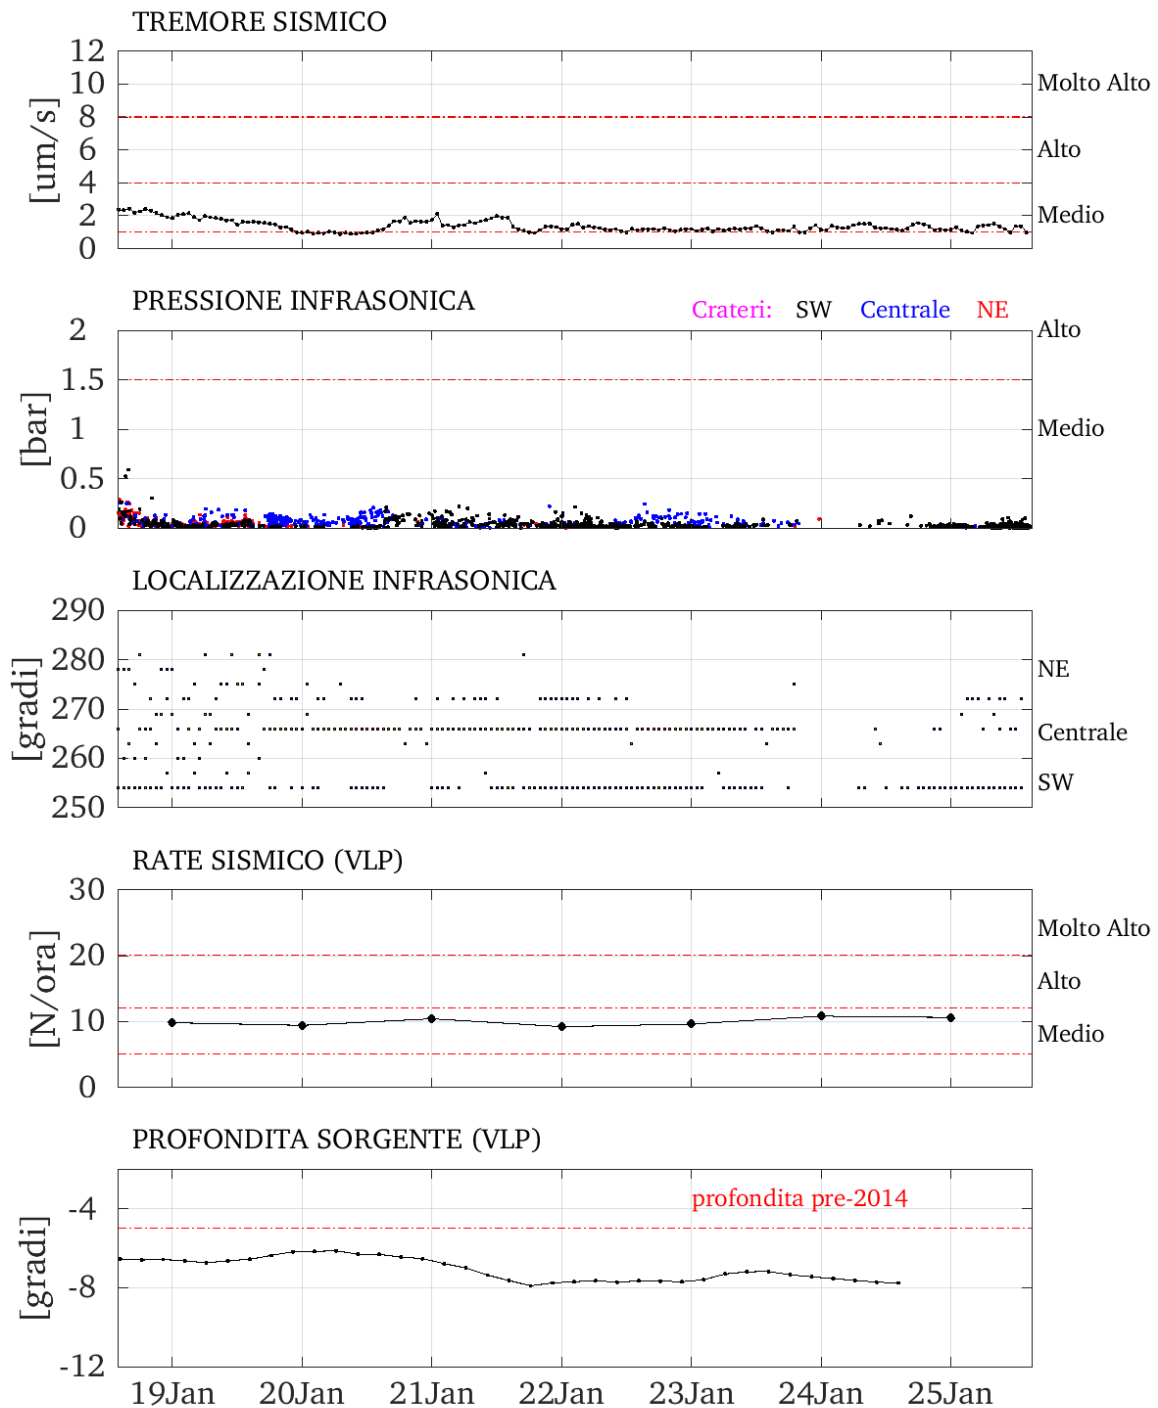 TREMORE SISMICO
12
10
8
6
4
2
0
[um/s]
Molto Alto
Alto
Medio
PRESSIONE INFRASONICA
Crateri: SW Centrale NE
2
1.5
1
0.5
0
[bar]
Alto
Medio
LOCALIZZAZIONE INFRASONICA
290
280
270
260
250
[gradi]
NE
Centrale
SW
RATE SISMICO (VLP)
30
20
10
0
[N/ora]
Molto Alto
Alto
Medio
PROFONDITA SORGENTE (VLP)
profondita pre-2014
-4
-8
-12
[gradi]
19Jan 20Jan 21Jan 22Jan 23Jan 24Jan 25Jan